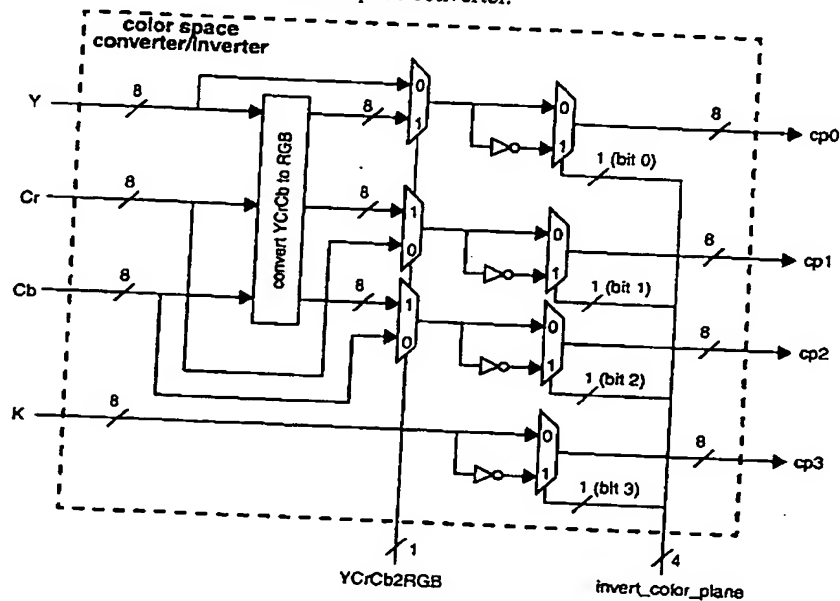 converter.
color space
converter/inverter
Y
8
0
1
8
convert YCrCb to RGB
0
1
8
cp0
1 (bit 0)
Cr
8
8
1
0
0
1
8
cp1
1 (bit 1)
Cb
8
8
1
0
0
1
8
cp2
1 (bit 2)
K
8
0
1
8
cp3
1 (bit 3)
1
YCrCb2RGB
4
invert_color_plane